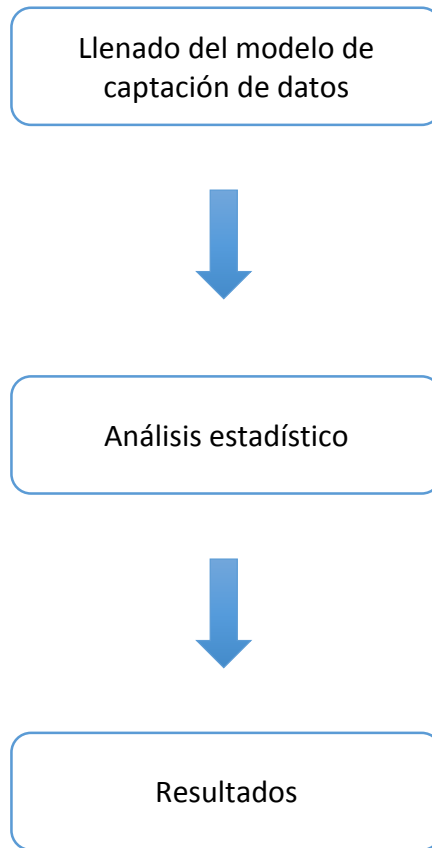 Llenado del modelo de
captación de datos
Análisis estadístico
Resultados